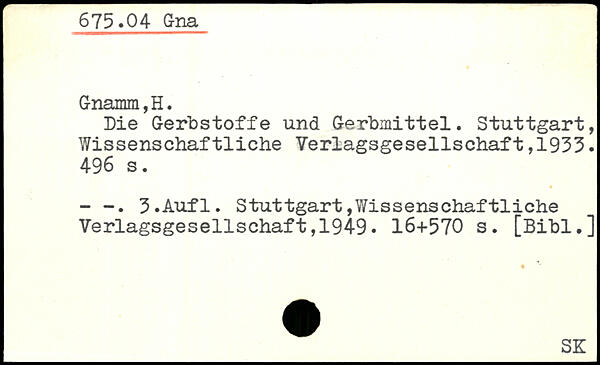 675.04 Gna
Gnamm,H.
Die Gerbstoffe und Gerbmittel. Stuttgart,
Wissenschaftliche Verlagsgesellschaft,1933.
496 s.
- -. 3.Aufl. Stuttgart,Wissenschaftliche
Verlagsgesellschaft,1949. 16+570 s. [Bibl.]
SK